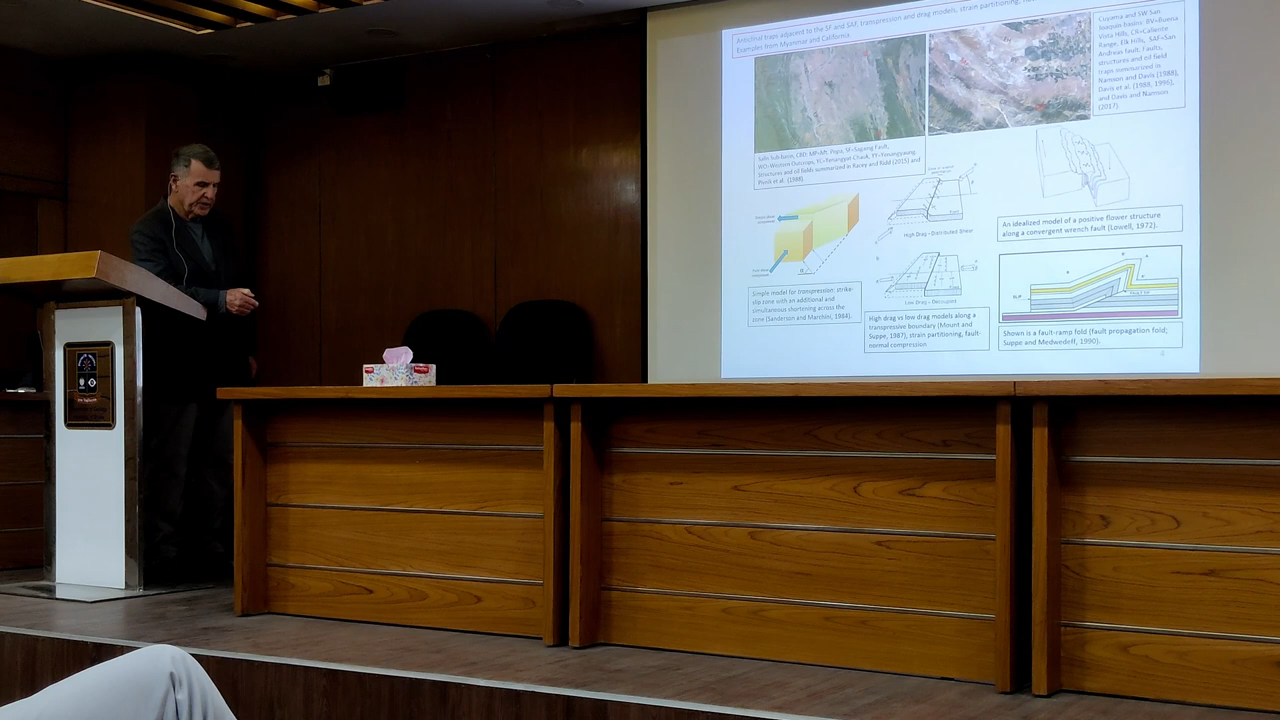 Anticlinal traps adjacent to the SF and SAF, transpression and drag models, strain partitioning,
Examples from Myanmar and California.
Cuyama and SW San
Joaquin basins: BV=Buena
Vista Hills, CR=Caliente
Range, Elk Hills, SAF=San
Andreas fault. Faults,
structures and oil field
traps summarized in
Namson and Davis (1988),
Davis et al. (1988, 1996),
and Davis and Namson
(2017)
Salin Sub-basin, CBD: MP=Mt. Popa, SF=Sagaing Fault,
WO=Western Outcrops, YC=Yenangyat-Chauk, YY=Yenangyaung.
Structures and oil fields summarized in Racey and Ridd (2015) and
Pivnik et al. (1988)
High Drag - Distributed Shear
An idealized model of a positive flower structure
along a convergent wrench fault (Lowell, 1972).
Low Drag - Decoupled
Simple model for transpression: strike-
slip zone with an additional and
simultaneous shortening across the
zone (Sanderson and Marchini, 1984).
High drag vs low drag models along a
transpressive boundary (Mount and
Suppe, 1987), strain partitioning, fault-
normal compression
Shown is a fault-ramp fold (fault propagation fold;
Suppe and Medwedeff, 1990).
4